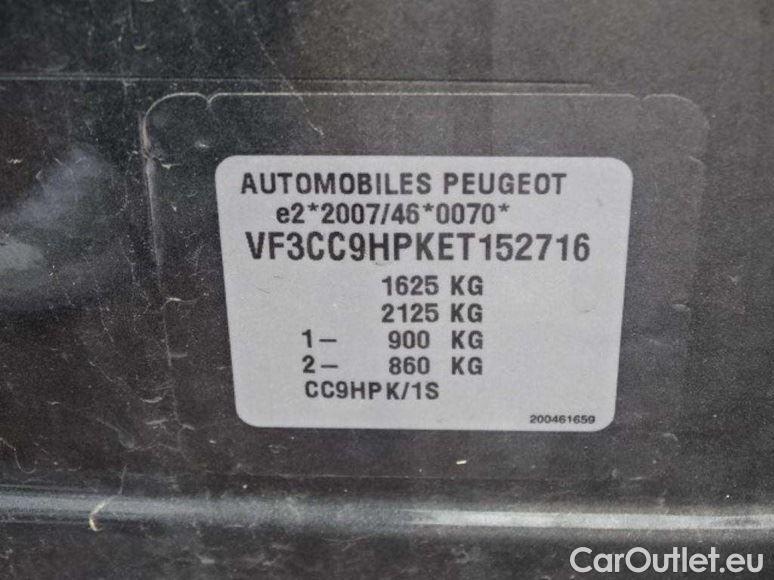 AUTOMOBILES PEUGEOT
e2*2007/46*0070*
VF3CC9HPKET152716
1625 KG
2125 KG
1– 900 KG
2– 860 KG
CC9HPK/1S
200461659
CarOutlet.eu